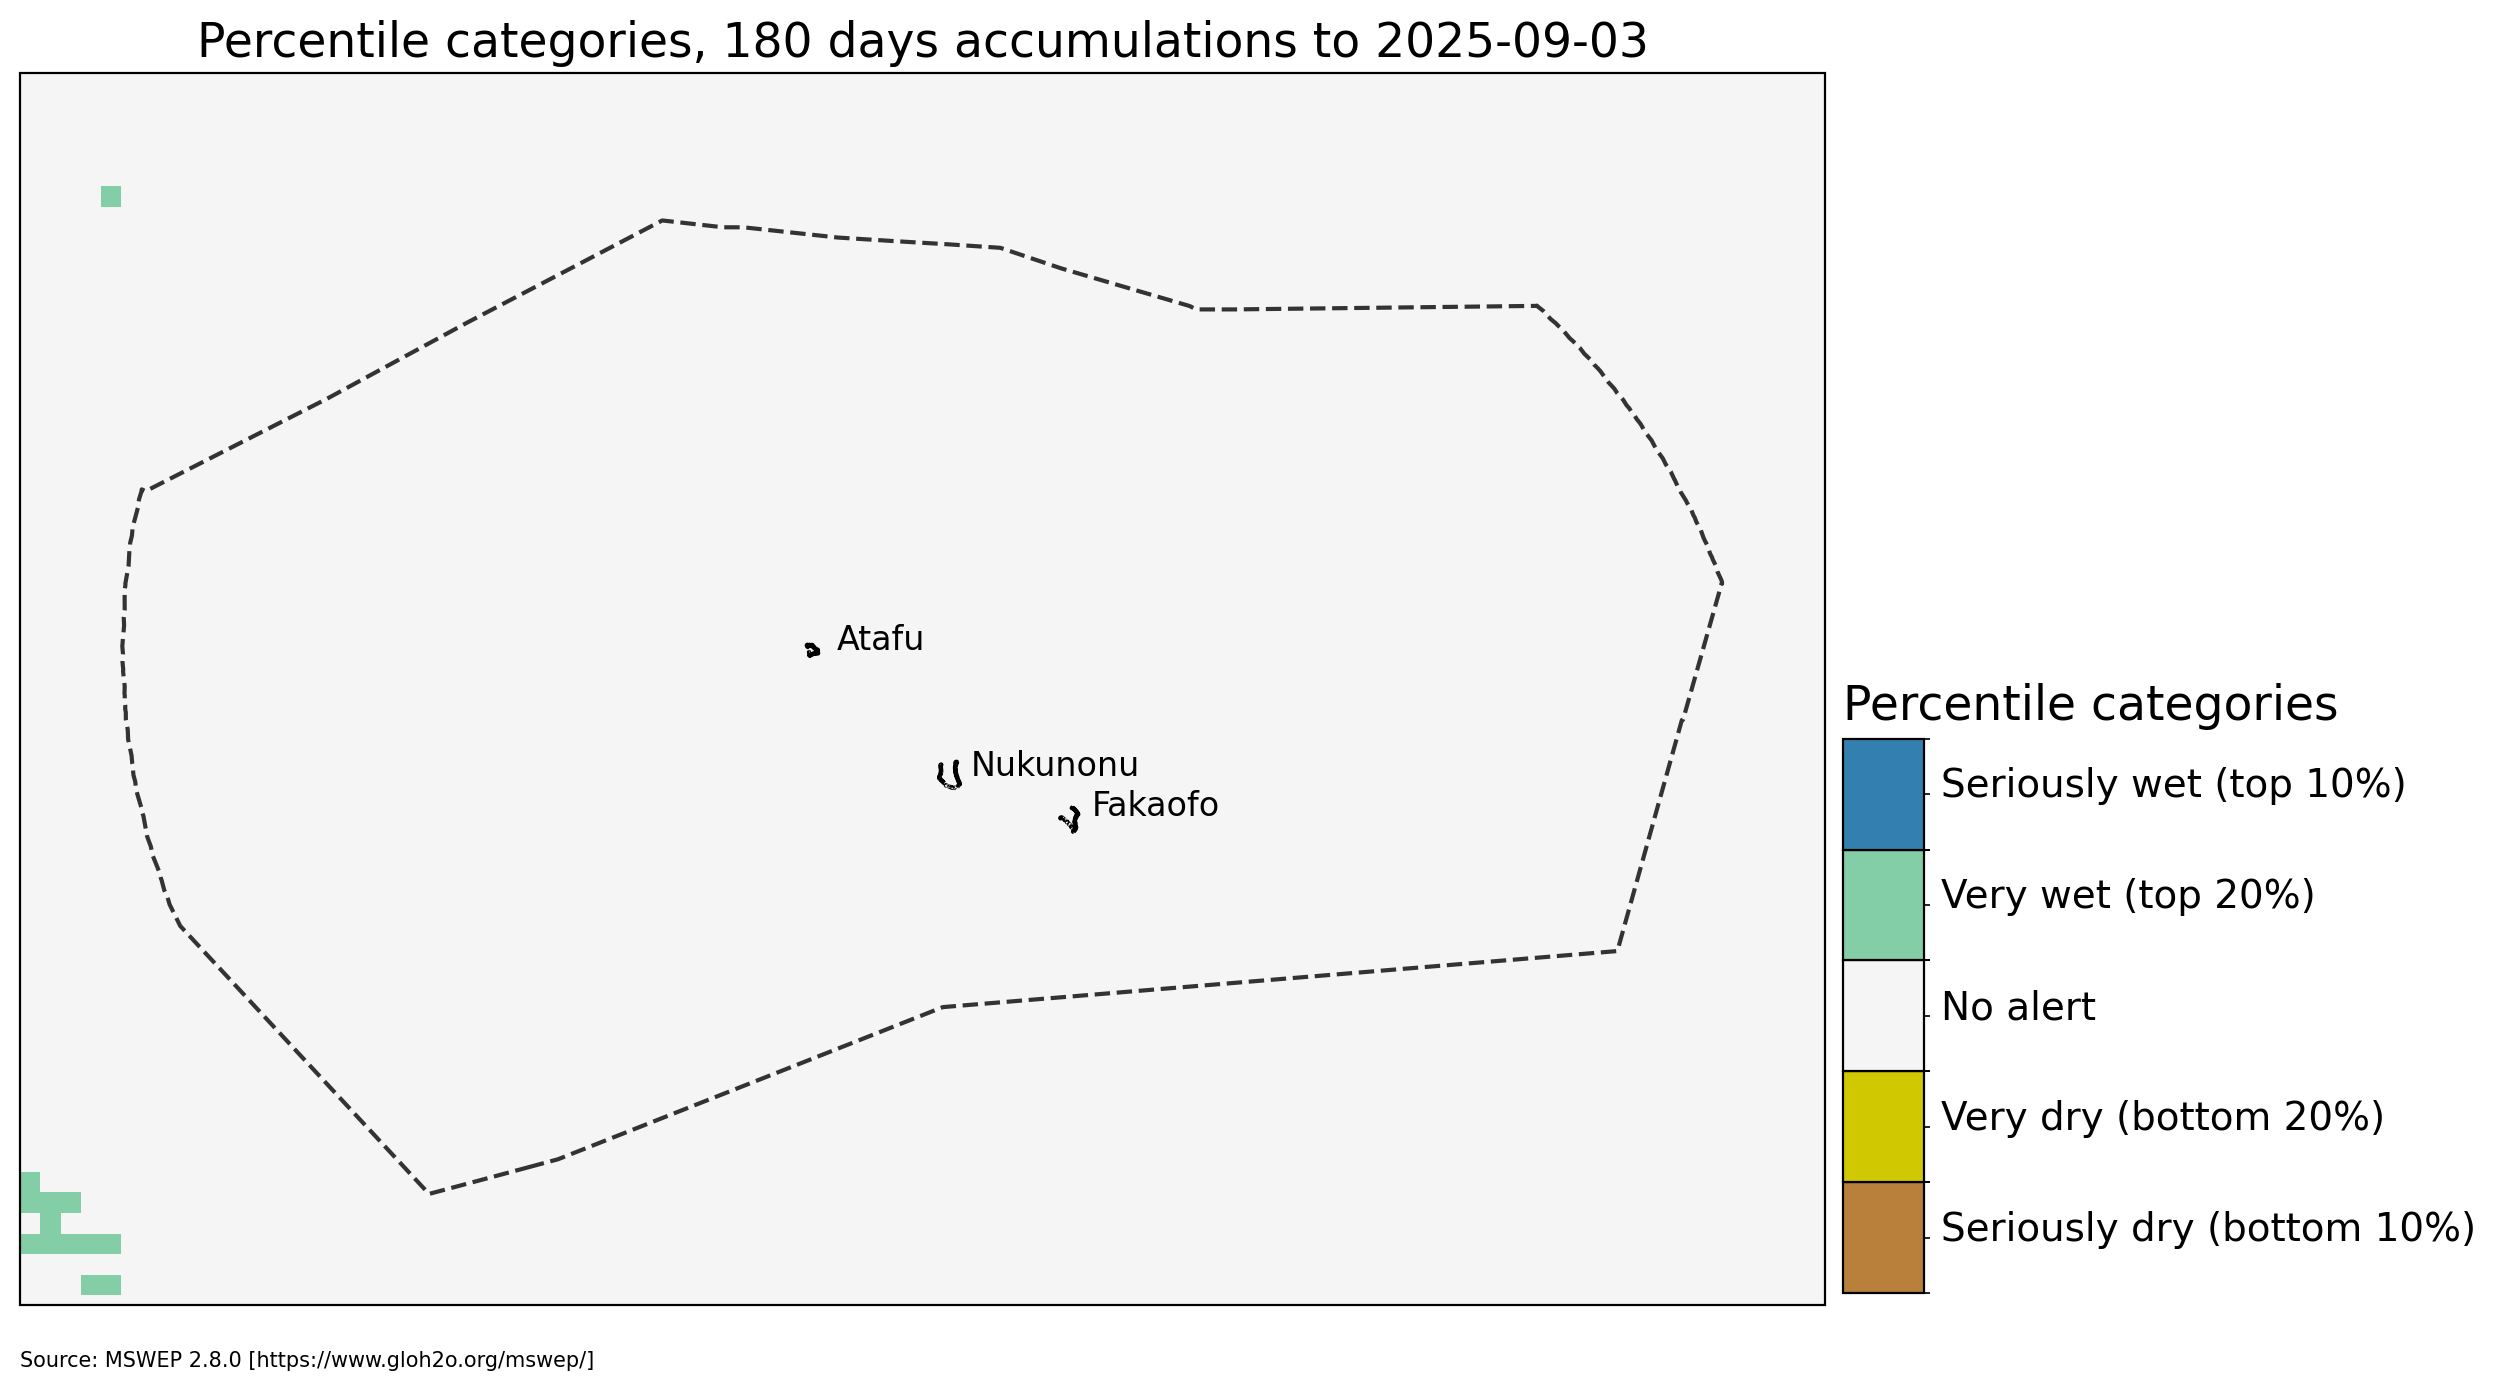 Percentile categories, 180 days accumulations to 2025-09-03
Atafu
Nukunonu
Fakaofo
Percentile categories
Seriously wet (top 10%)
Very wet (top 20%)
No alert
Very dry (bottom 20%)
Seriously dry (bottom 10%)
Source: MSWEP 2.8.0 [https://www.gloh2o.org/mswep/]